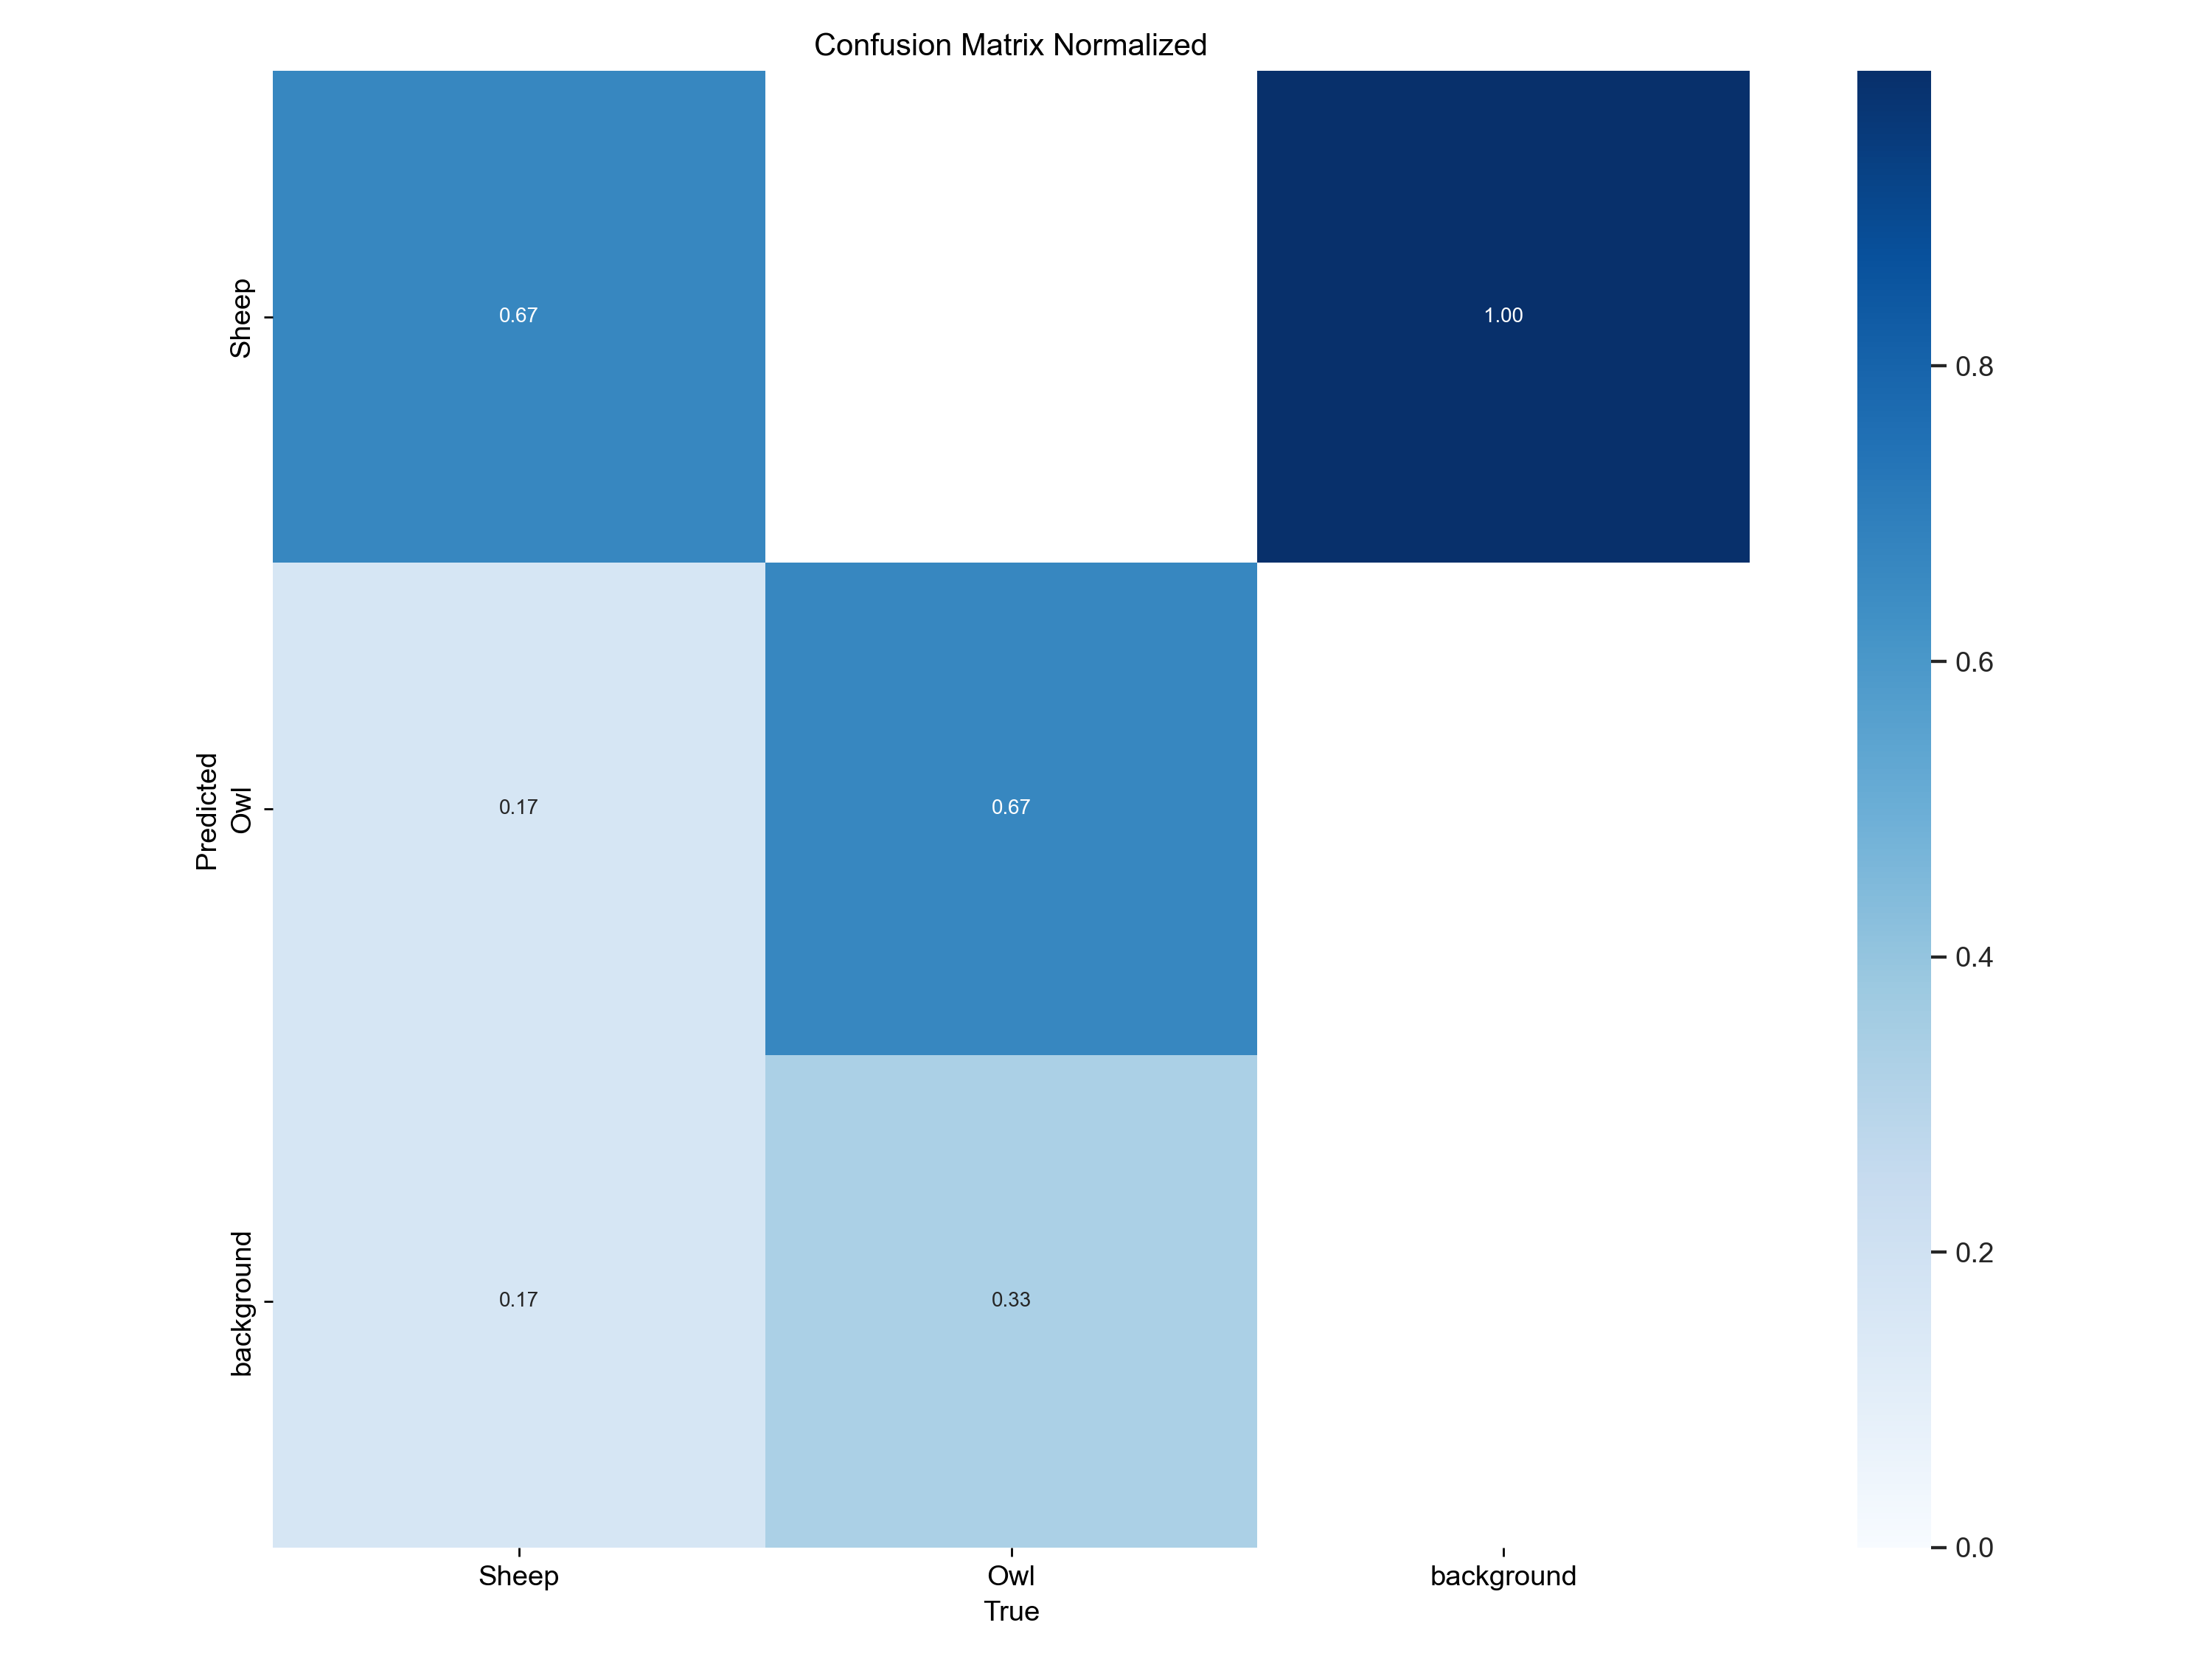 Confusion Matrix Normalized
Sheep
0.67
1.00
0.8
0.6
Predicted
Owl
0.17
0.67
0.4
background
0.17
0.33
0.2
0.0
Sheep
Owl
background
True